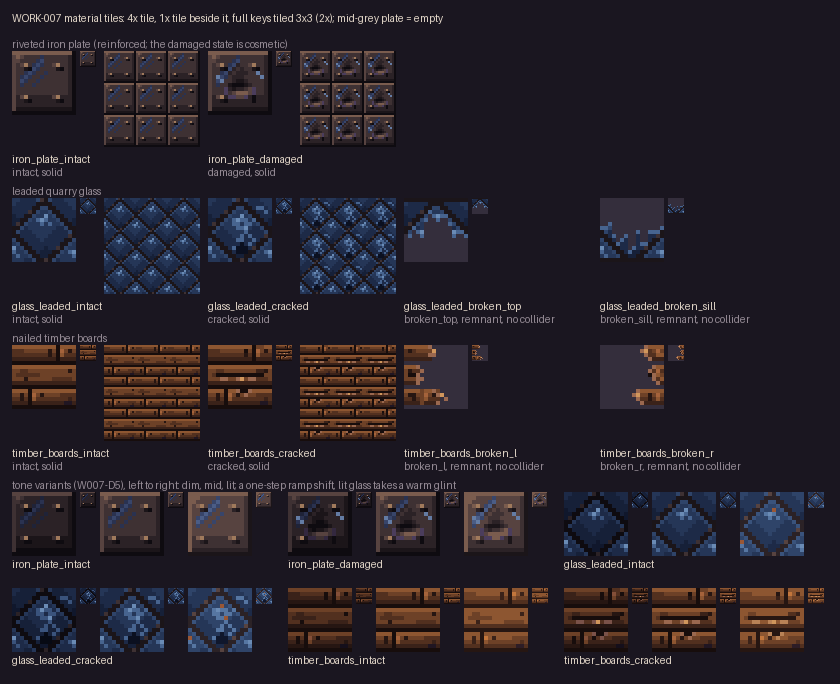 WORK-007 material tiles: 4x tile, 1x tile beside it, full keys tiled 3x3 (2x); mid-grey plate = empty
riveted iron plate (reinforced; the damaged state is cosmetic)
iron_plate_intact
intact, solid
iron_plate_damaged
damaged, solid
leaded quarry glass
glass_leaded_intact
intact, solid
glass_leaded_cracked
cracked, solid
glass_leaded_broken_top
broken_top, remnant, no collider
glass_leaded_broken_sill
broken_sill, remnant, no collider
nailed timber boards
timber_boards_intact
intact, solid
timber_boards_cracked
cracked, solid
timber_boards_broken_l
broken_l, remnant, no collider
timber_boards_broken_r
broken_r, remnant, no collider
tone variants (W007-D5), left to right: dim, mid, lit; a one-step ramp shift, lit glass takes a warm glint
iron_plate_intact
iron_plate_damaged
glass_leaded_intact
glass_leaded_cracked
timber_boards_intact
timber_boards_cracked